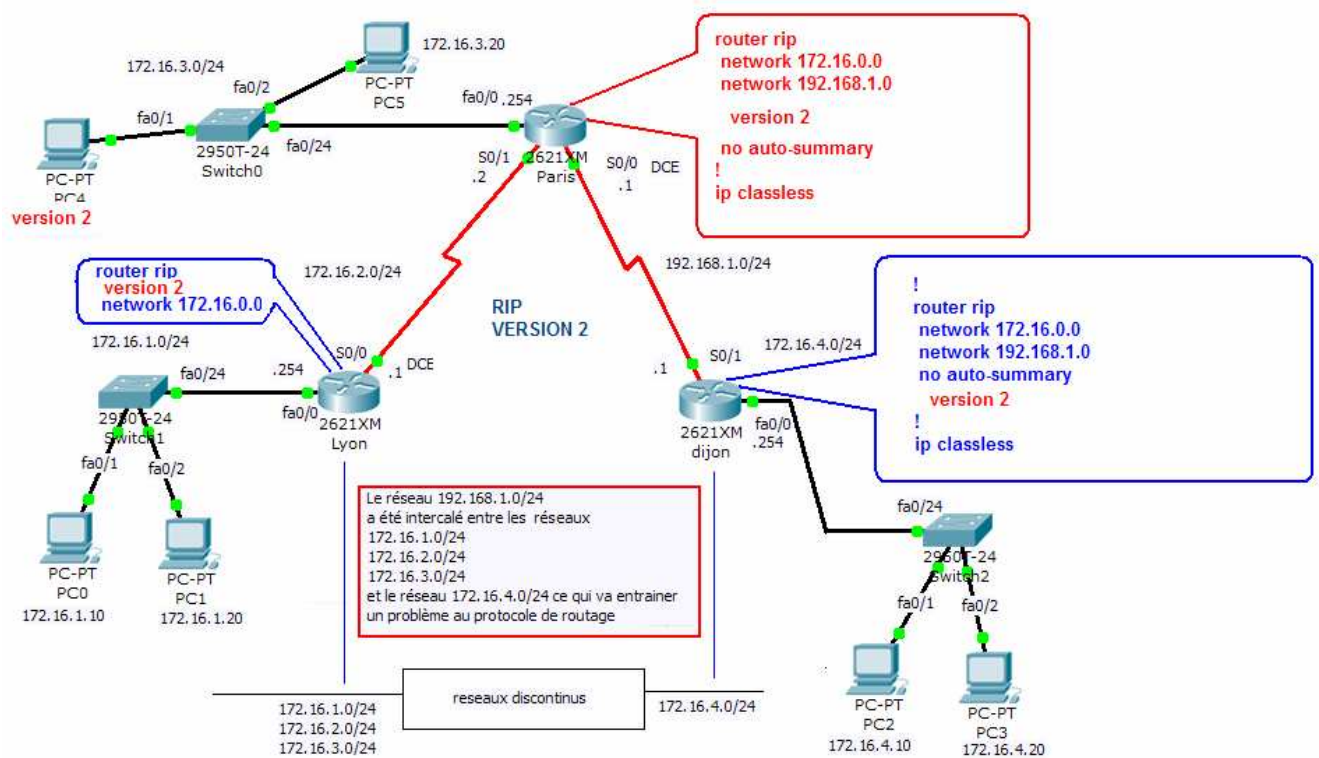 172.16.3.20
172.16.3.0/24
PC-PT
PC5
fa0/2
fa0/1
fa0/24
2950T-24
Switch0
PC-PT
PC4
version 2
fa0/0 .254
2621XM
Paris
S0/1
.2
S0/0
DCE
.1
router rip
network 172.16.0.0
network 192.168.1.0
version 2
no auto-summary
!
ip classless
router rip
version 2
network 172.16.0.0
172.16.2.0/24
192.168.1.0/24
RIP
VERSION 2
172.16.1.0/24
fa0/24
.254
S0/0
.1
DCE
fa0/0
2621XM
Lyon
2950T-24
Switch1
fa0/1
fa0/2
PC-PT
PC0
172.16.1.10
PC-PT
PC1
172.16.1.20
172.16.4.0/24
S0/1
.1
2621XM
dijon
fa0/0
.254
!
router rip
network 172.16.0.0
network 192.168.1.0
no auto-summary
version 2
!
ip classless
fa0/24
2950T-24
Switch2
fa0/1
fa0/2
PC-PT
PC2
172.16.4.10
PC-PT
PC3
172.16.4.20
Le réseau 192.168.1.0/24
a été intercalé entre les réseaux
172.16.1.0/24
172.16.2.0/24
172.16.3.0/24
et le réseau 172.16.4.0/24 ce qui va entrainer
un problème au protocole de routage
reseaux discontinus
172.16.1.0/24
172.16.2.0/24
172.16.3.0/24
172.16.4.0/24